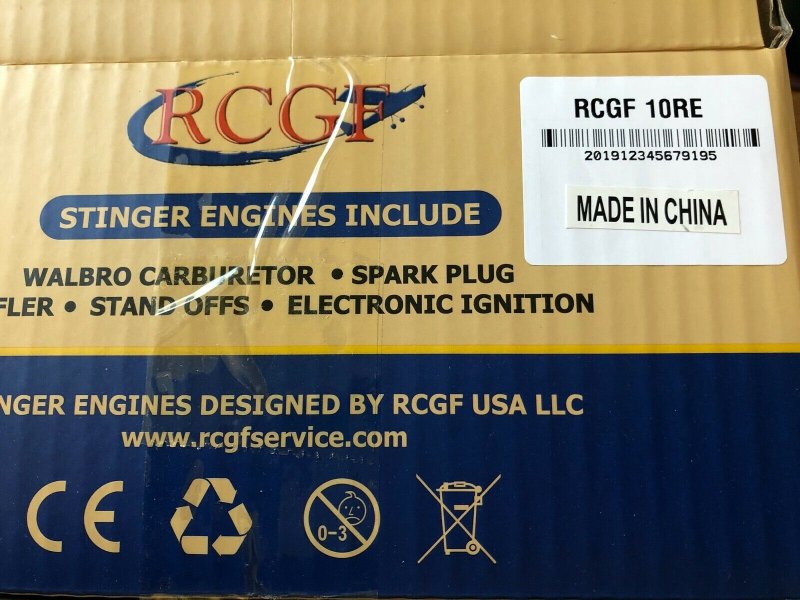 RCGF
RCGF 10RE
201912345679195
MADE IN CHINA
STINGER ENGINES INCLUDE
WALBRO CARBURETOR • SPARK PLUG
FLER • STAND OFFS • ELECTRONIC IGNITION
NGER ENGINES DESIGNED BY RCGF USA LLC
www.rcgfservice.com
CE
0-3